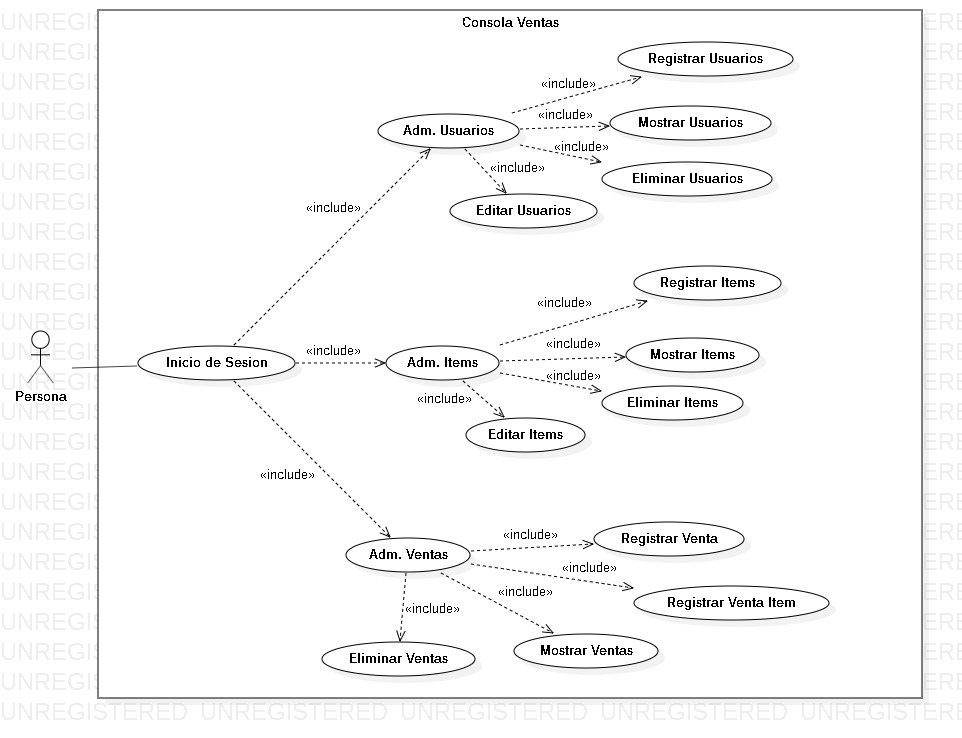 Consola Ventas
Registrar Usuarios
«include»
«include»
Mostrar Usuarios
Adm. Usuarios
«include»
«include»
Eliminar Usuarios
Editar Usuarios
«include»
Registrar Items
«include»
«include»
«include»
Mostrar Items
Persona
Inicio de Sesion
Adm. Items
«include»
«include»
Eliminar Items
Editar Items
«include»
Adm. Ventas
«include»
Registrar Venta
«include»
«include»
Registrar Venta Item
«include»
Eliminar Ventas
Mostrar Ventas
UNREGISTERED UNREGISTERED UNREGISTERED UNREGISTERED UNREGISTERED